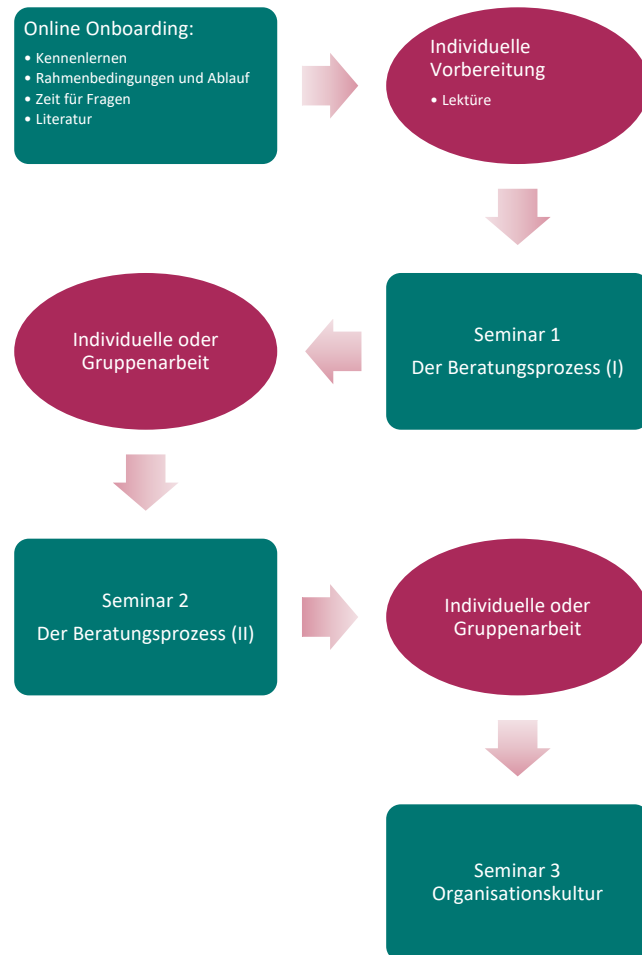 Online Onboarding:
• Kennenlernen
• Rahmenbedingungen und Ablauf
• Zeit für Fragen
• Literatur
Individuelle
Vorbereitung
• Lektüre
Seminar 1
Der Beratungsprozess (I)
Individuelle oder
Gruppenarbeit
Seminar 2
Der Beratungsprozess (II)
Individuelle oder
Gruppenarbeit
Seminar 3
Organisationskultur